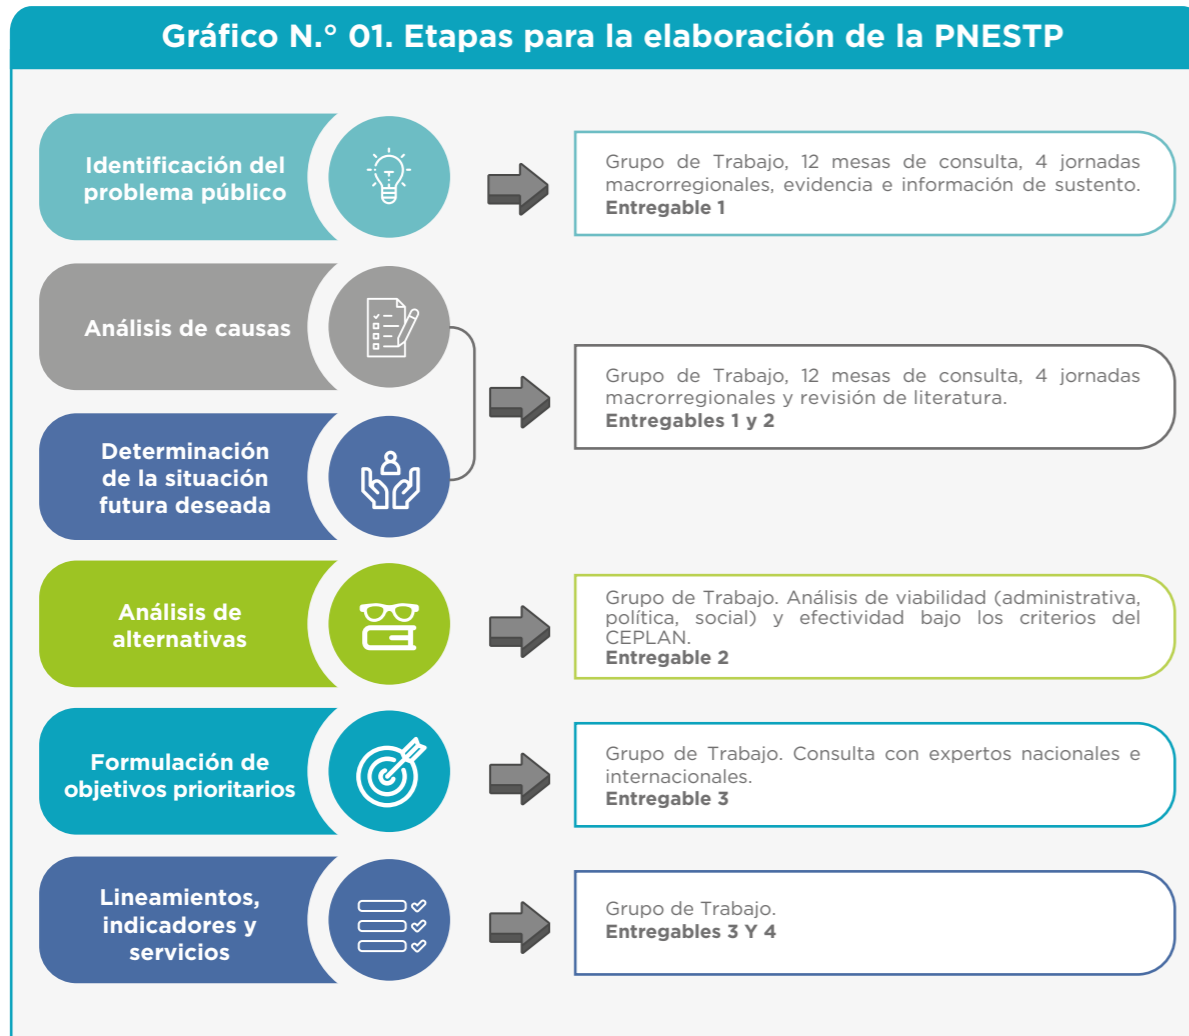 Gráfico N.° 01. Etapas para la elaboración de la PNESTP
Identificación del
problema público
Grupo de Trabajo, 12 mesas de consulta, 4 jornadas
macrorregionales, evidencia e información de sustento.
Entregable 1
Análisis de causas
Determinación
de la situación
futura deseada
Grupo de Trabajo, 12 mesas de consulta, 4 jornadas
macrorregionales y revisión de literatura.
Entregables 1 y 2
Análisis de
alternativas
Grupo de Trabajo. Análisis de viabilidad (administrativa,
política, social) y efectividad bajo los criterios del
CEPLAN.
Entregable 2
Formulación de
objetivos prioritarios
Grupo de Trabajo. Consulta con expertos nacionales e
internacionales.
Entregable 3
Lineamientos,
indicadores y
servicios
Grupo de Trabajo.
Entregables 3 Y 4